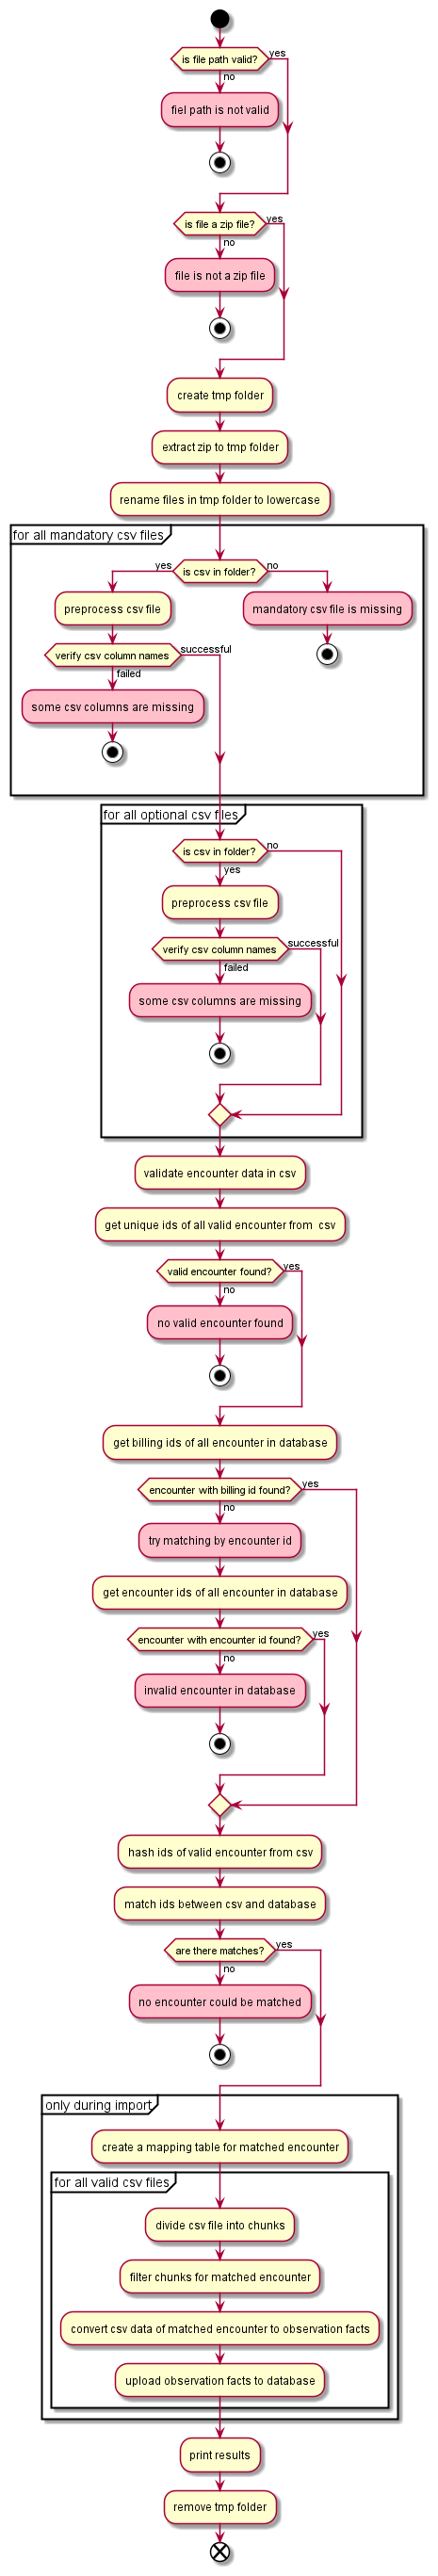 is file path valid?
yes
no
fiel path is not valid
is file a zip file?
yes
no
file is not a zip file
create tmp folder
extract zip to tmp folder
rename files in tmp folder to lowercase
for all mandatory csv files
yes
is csv in folder?
no
preprocess csv file
mandatory csv file is missing
verify csv column names
successful
failed
some csv columns are missing
for all optional csv files
is csv in folder?
no
yes
preprocess csv file
verify csv column names
successful
failed
some csv columns are missing
validate encounter data in csv
get unique ids of all valid encounter from  csv
valid encounter found?
yes
no
no valid encounter found
get billing ids of all encounter in database
encounter with billing id found?
yes
no
try matching by encounter id
get encounter ids of all encounter in database
encounter with encounter id found?
yes
no
invalid encounter in database
hash ids of valid encounter from csv
match ids between csv and database
are there matches?
yes
no
no encounter could be matched
only during import
create a mapping table for matched encounter
for all valid csv files
divide csv file into chunks
filter chunks for matched encounter
convert csv data of matched encounter to observation facts
upload observation facts to database
print results
remove tmp folder